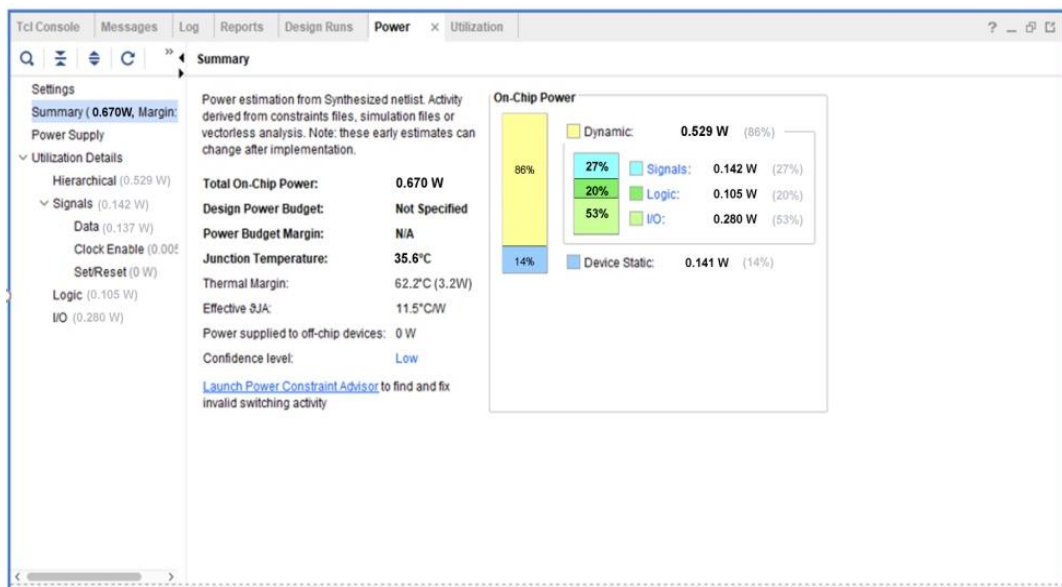 Tcl Console Messages Log Reports Design Runs Power × Utilization ? _
» Summary
Settings
Summary ( 0.670W, Margin:
Power Supply
Utilization Details
Hierarchical (0.529 W)
Signals (0.142 W)
Data (0.137 W)
Clock Enable (0.005
Set/Reset (0 W)
Logic (0.105 W)
I/O (0.280 W)
Power estimation from Synthesized netlist. Activity
derived from constraints files, simulation files or
vectorless analysis. Note: these early estimates can
change after implementation.
Total On-Chip Power: 0.670 W
Design Power Budget: Not Specified
Power Budget Margin: N/A
Junction Temperature: 35.6°C
Thermal Margin: 62.2°C (3.2W)
Effective ϑJA: 11.5°C/W
Power supplied to off-chip devices: 0 W
Confidence level: Low
Launch Power Constraint Advisor to find and fix
invalid switching activity
On-Chip Power
Dynamic: 0.529 W (86%)
86%
27% Signals: 0.142 W (27%)
20% Logic: 0.105 W (20%)
53% I/O: 0.280 W (53%)
14% Device Static: 0.141 W (14%)